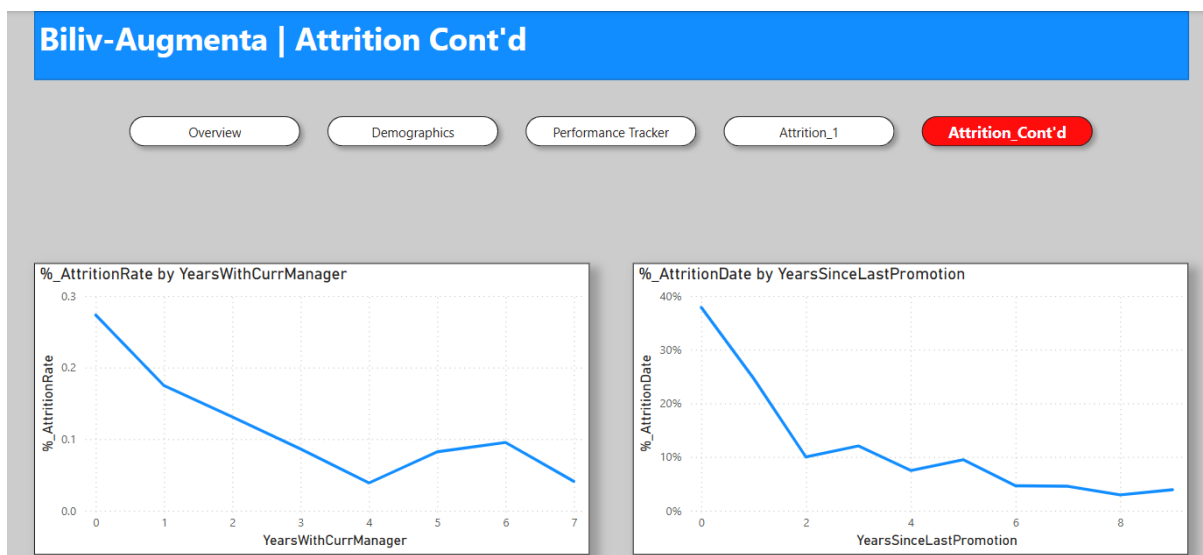 Biliv-Augmenta | Attrition Cont'd
Overview
Demographics
Performance Tracker
Attrition_1
Attrition_Cont'd
%_AttritionRate by YearsWithCurrManager
%_AttritionRate
0.3
0.2
0.1
0.0
0 1 2 3 4 5 6 7
YearsWithCurrManager
%_AttritionDate by YearsSinceLastPromotion
%_AttritionDate
40%
30%
20%
10%
0%
0 2 4 6 8
YearsSinceLastPromotion